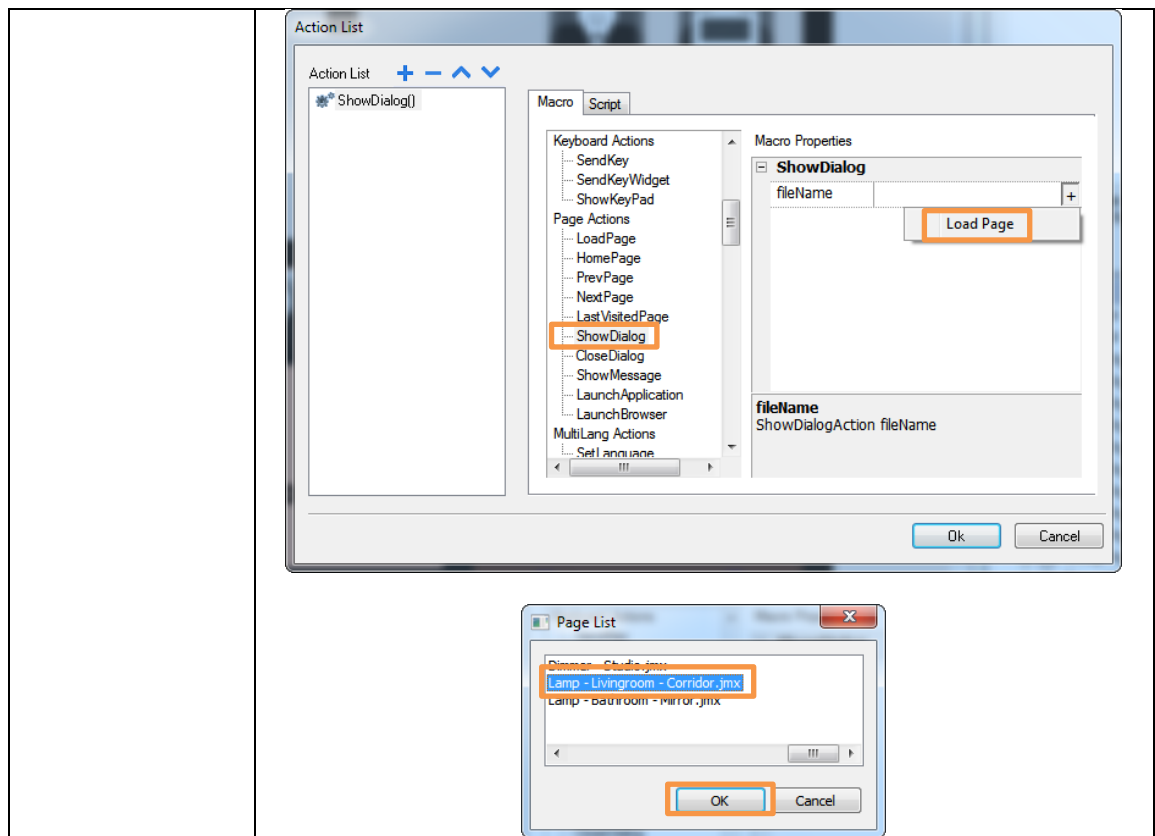 Action List
Action List
ShowDialog()
Macro Script
Keyboard Actions
SendKey
SendKeyWidget
ShowKeyPad
Page Actions
LoadPage
HomePage
PrevPage
NextPage
LastVisitedPage
ShowDialog
CloseDialog
ShowMessage
LaunchApplication
LaunchBrowser
MultiLang Actions
SetLanguage
Macro Properties
ShowDialog
fileName
Load Page
fileName
ShowDialogAction fileName
Ok Cancel
Page List
Dimmer - Studio.jmx
Lamp - Livingroom - Corridor.jmx
Lamp - Bathroom - Mirror.jmx
OK Cancel